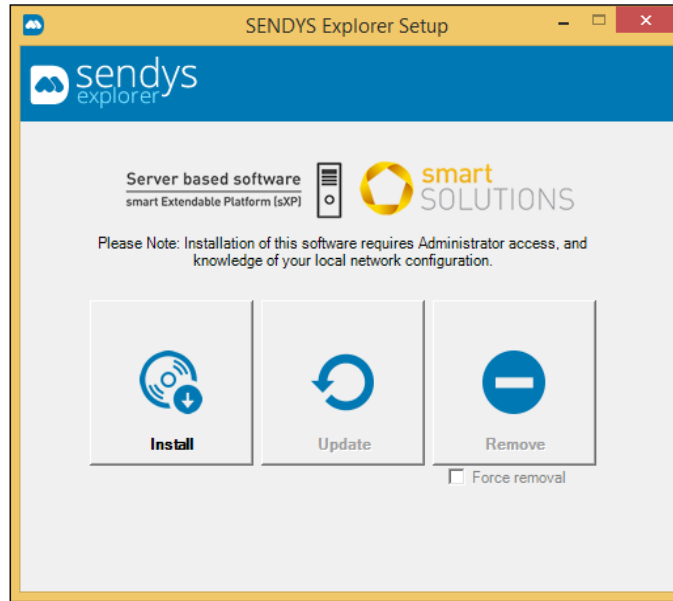 SENDYS Explorer Setup
sendys
explorer
Server based software
smart Extendable Platform (sXP)
smart
SOLUTIONS
Please Note: Installation of this software requires Administrator access, and
knowledge of your local network configuration.
Install
Update
Remove
Force removal